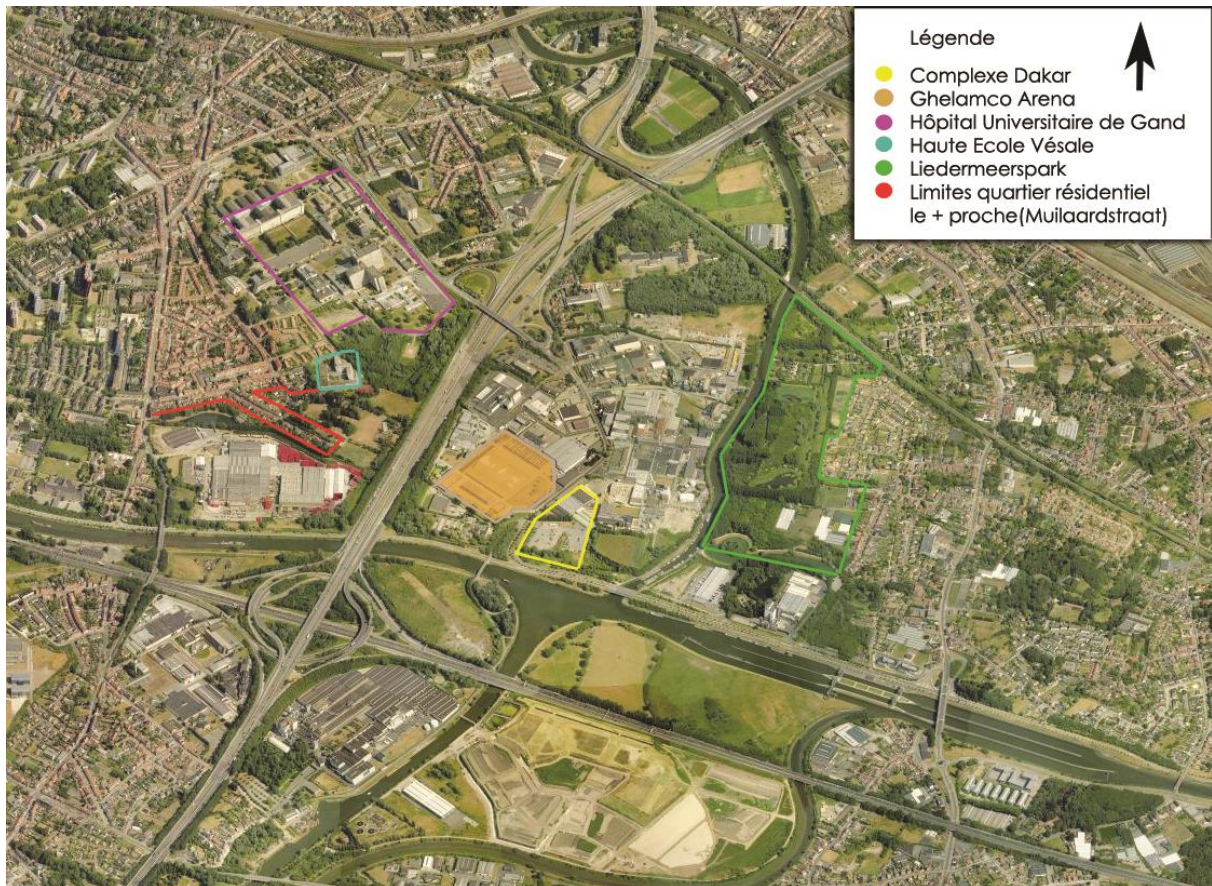 Légende
Complexe Dakar
Ghelamco Arena
Hôpital Universitaire de Gand
Haute Ecole Vésale
Liedermeerspark
Limites quartier résidentiel
le + proche(Muilaardstraat)